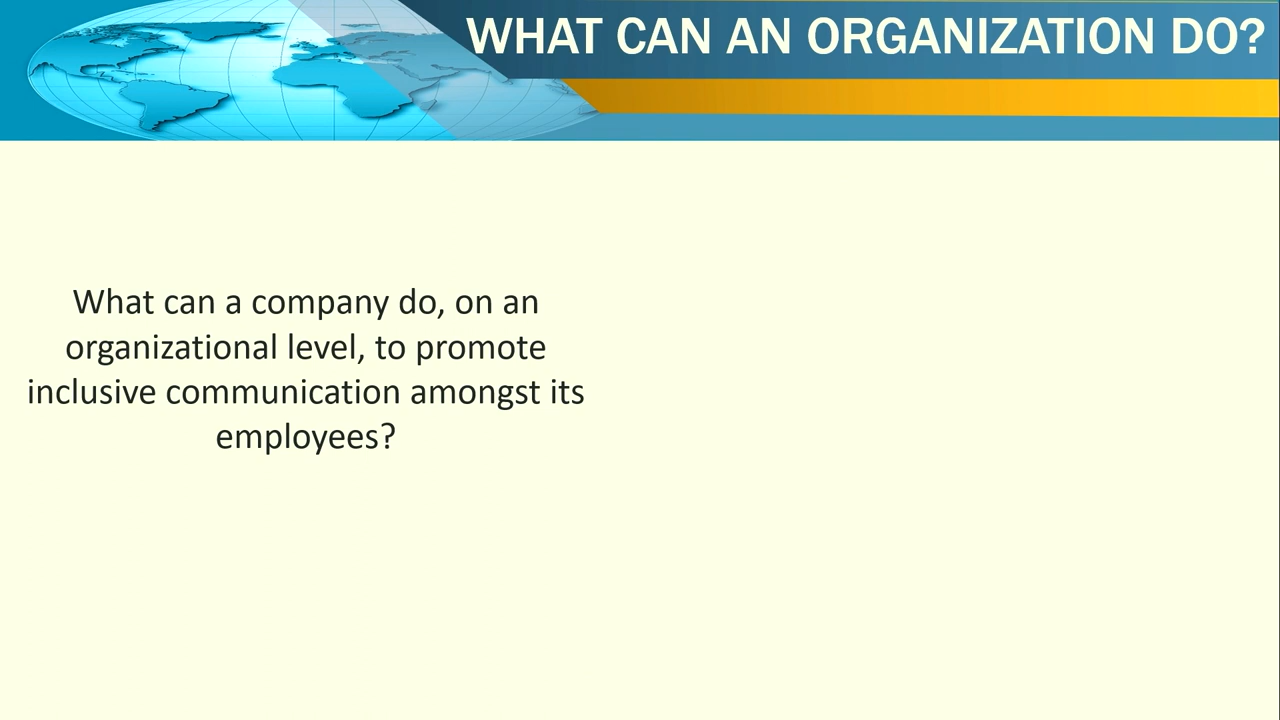 WHAT CAN AN ORGANIZATION DO?
What can a company do, on an
organizational level, to promote
inclusive communication amongst its
employees?